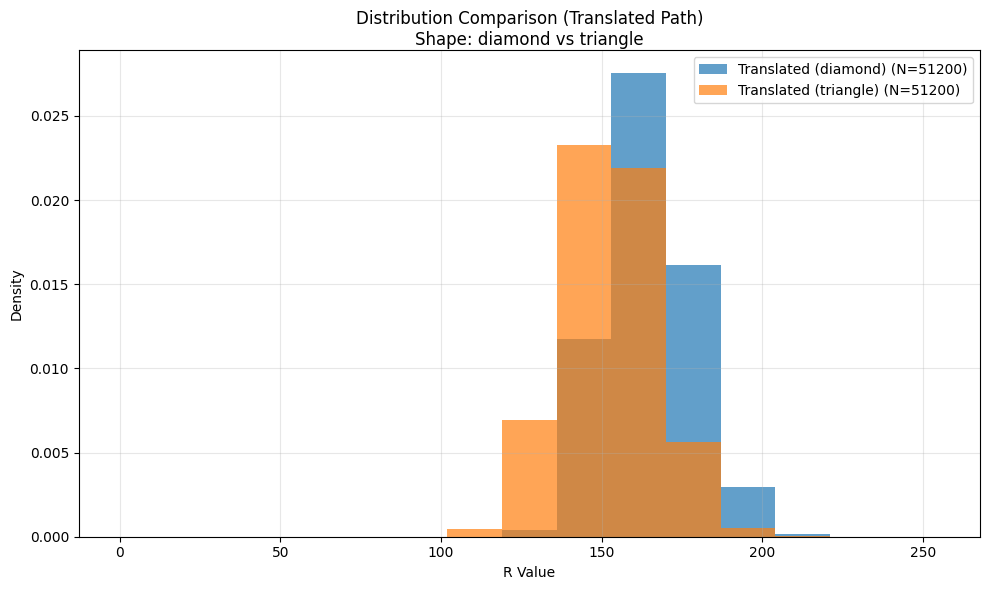 Distribution Comparison (Translated Path)
Shape: diamond vs triangle
Translated (diamond) (N=51200)
Translated (triangle) (N=51200)
Density
0.025
0.020
0.015
0.010
0.005
0.000
0 50 100 150 200 250
R Value